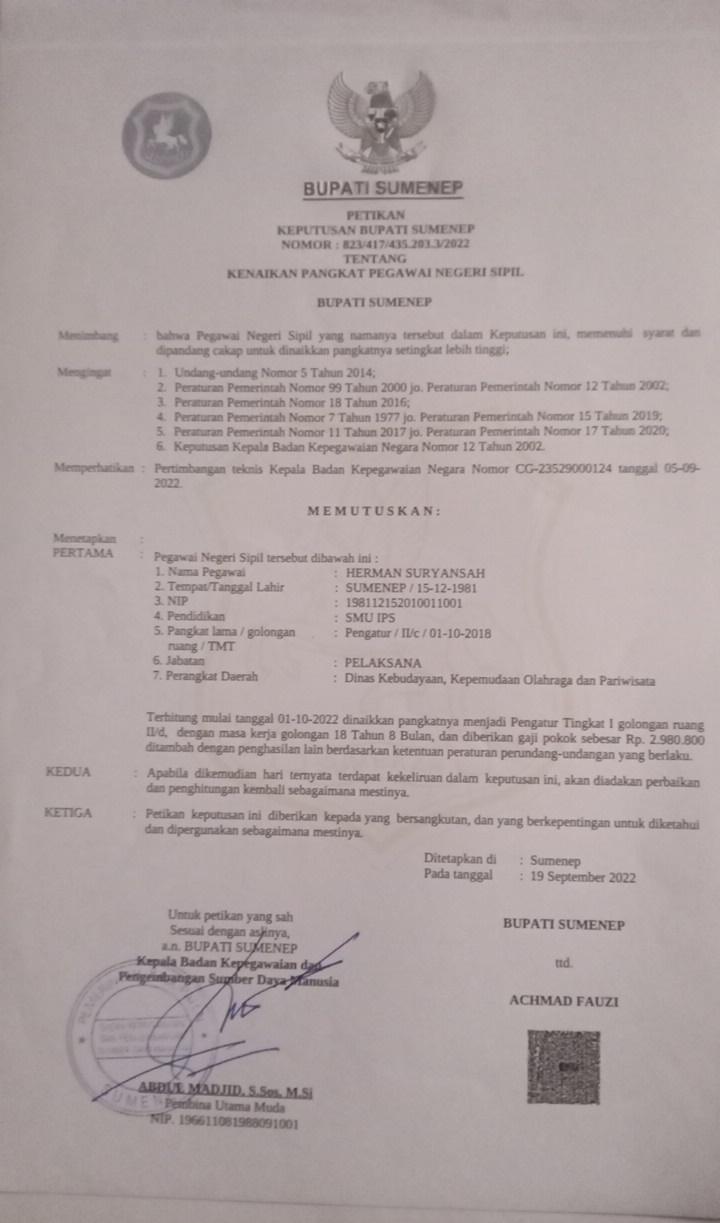 BUPATI SUMENEP
PETIKAN
KEPUTUSAN BUPATI SUMENEP
NOMOR : 823/417/435.203.3/2022
TENTANG
KENAIKAN PANGKAT PEGAWAI NEGERI SIPIL
BUPATI SUMENEP
Menimbang : bahwa Pegawai Negeri Sipil yang namanya tersebut dalam Keputusan ini, memenuhi syarat dan
dipandang cakap untuk dinaikkan pangkatnya setingkat lebih tinggi;
Mengingat : 1. Undang-undang Nomor 5 Tahun 2014;
2. Peraturan Pemerintah Nomor 99 Tahun 2000 jo. Peraturan Pemerintah Nomor 12 Tahun 2002;
3. Peraturan Pemerintah Nomor 18 Tahun 2016;
4. Peraturan Pemerintah Nomor 7 Tahun 1977 jo. Peraturan Pemerintah Nomor 15 Tahun 2019;
5. Peraturan Pemerintah Nomor 11 Tahun 2017 jo. Peraturan Pemerintah Nomor 17 Tahun 2020;
6. Keputusan Kepala Badan Kepegawaian Negara Nomor 12 Tahun 2002.
Memperhatikan : Pertimbangan teknis Kepala Badan Kepegawaian Negara Nomor CG-23529000124 tanggal 05-09-
2022.
MEMUTUSKAN:
Menetapkan :
PERTAMA : Pegawai Negeri Sipil tersebut dibawah ini :
1. Nama Pegawai : HERMAN SURYANSAH
2. Tempat/Tanggal Lahir : SUMENEP / 15-12-1981
3. NIP : 198112152010011001
4. Pendidikan : SMU IPS
5. Pangkat lama / golongan : Pengatur / II/c / 01-10-2018
ruang / TMT
6. Jabatan : PELAKSANA
7. Perangkat Daerah : Dinas Kebudayaan, Kepemudaan Olahraga dan Pariwisata
Terhitung mulai tanggal 01-10-2022 dinaikkan pangkatnya menjadi Pengatur Tingkat I golongan ruang
II/d, dengan masa kerja golongan 18 Tahun 8 Bulan, dan diberikan gaji pokok sebesar Rp. 2.980.800
ditambah dengan penghasilan lain berdasarkan ketentuan peraturan perundang-undangan yang berlaku.
KEDUA : Apabila dikemudian hari ternyata terdapat kekeliruan dalam keputusan ini, akan diadakan perbaikan
dan penghitungan kembali sebagaimana mestinya.
KETIGA : Petikan keputusan ini diberikan kepada yang bersangkutan, dan yang berkepentingan untuk diketahui
dan dipergunakan sebagaimana mestinya.
Ditetapkan di : Sumenep
Pada tanggal : 19 September 2022
Untuk petikan yang sah
Sesuai dengan aslinya,
a.n. BUPATI SUMENEP
Kepala Badan Kepegawaian dan
Pengembangan Sumber Daya Manusia
ABDUL MADJID, S.Sos, M.Si
Pembina Utama Muda
NIP. 196611081988091001
BUPATI SUMENEP
ttd.
ACHMAD FAUZI
SUMENEP